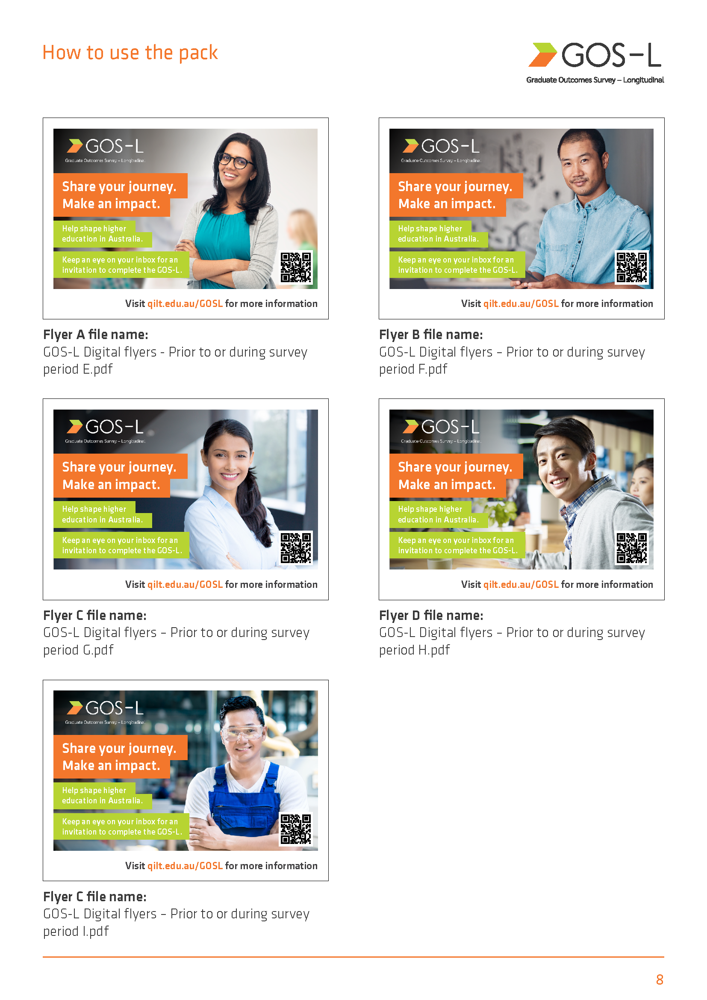 How to use the pack
GOS-L
Graduate Outcomes Survey – Longitudinal
GOS-L
Graduate Outcomes Survey – Longitudinal
Share your journey.
Make an impact.
Help shape higher
education in Australia.
Keep an eye on your inbox for an
invitation to complete the GOS-L.
Visit qilt.edu.au/GOSL for more information
Flyer A file name:
GOS-L Digital flyers - Prior to or during survey
period E.pdf
GOS-L
Graduate Outcomes Survey – Longitudinal
Share your journey.
Make an impact.
Help shape higher
education in Australia.
Keep an eye on your inbox for an
invitation to complete the GOS-L.
Visit qilt.edu.au/GOSL for more information
Flyer B file name:
GOS-L Digital flyers – Prior to or during survey
period F.pdf
GOS-L
Graduate Outcomes Survey – Longitudinal
Share your journey.
Make an impact.
Help shape higher
education in Australia.
Keep an eye on your inbox for an
invitation to complete the GOS-L.
Visit qilt.edu.au/GOSL for more information
Flyer C file name:
GOS-L Digital flyers – Prior to or during survey
period G.pdf
GOS-L
Graduate Outcomes Survey – Longitudinal
Share your journey.
Make an impact.
Help shape higher
education in Australia.
Keep an eye on your inbox for an
invitation to complete the GOS-L.
Visit qilt.edu.au/GOSL for more information
Flyer D file name:
GOS-L Digital flyers – Prior to or during survey
period H.pdf
GOS-L
Graduate Outcomes Survey – Longitudinal
Share your journey.
Make an impact.
Help shape higher
education in Australia.
Keep an eye on your inbox for an
invitation to complete the GOS-L.
Visit qilt.edu.au/GOSL for more information
Flyer C file name:
GOS-L Digital flyers – Prior to or during survey
period I.pdf
8